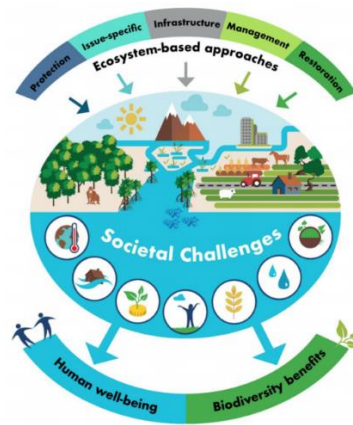 Protection
Issue-specific
Infrastructure
Management
Restoration
Ecosystem-based approaches
Societal Challenges
Human well-being
Biodiversity benefits